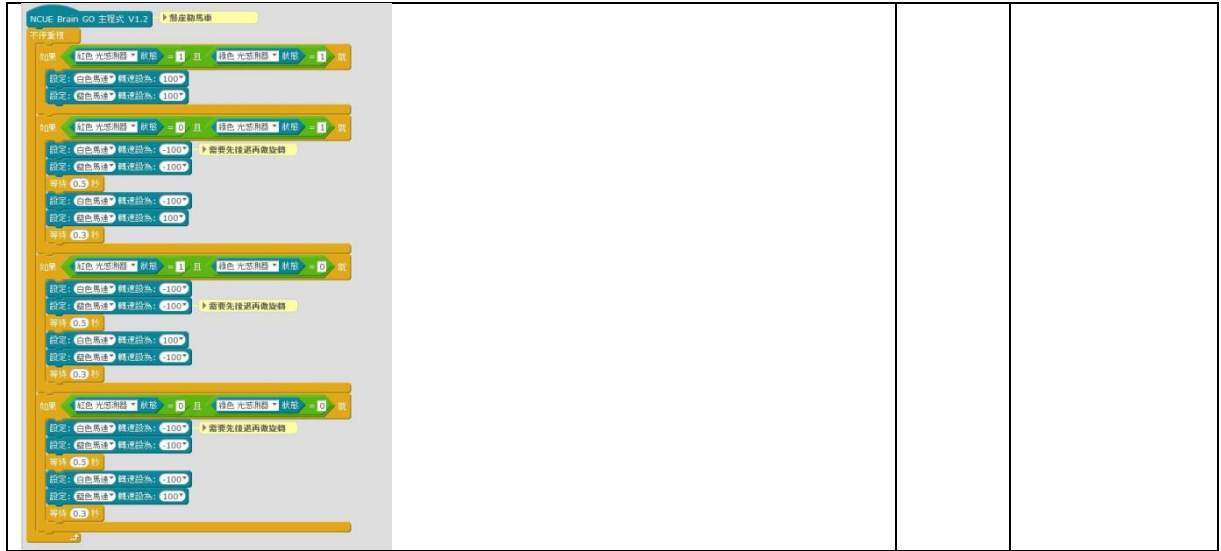 NCUE Brain GO 主程式 V1.2 懸崖勒馬車
不停重複
如果 紅色 光感測器 狀態 = 1 且 綠色 光感測器 狀態 = 1 就
設定: 白色馬達 轉速設為: 100
設定: 藍色馬達 轉速設為: 100
如果 紅色 光感測器 狀態 = 0 且 綠色 光感測器 狀態 = 1 就
設定: 白色馬達 轉速設為: -100 需要先後退再做旋轉
設定: 藍色馬達 轉速設為: -100
等待 0.5 秒
設定: 白色馬達 轉速設為: -100
設定: 藍色馬達 轉速設為: 100
等待 0.3 秒
如果 紅色 光感測器 狀態 = 1 且 綠色 光感測器 狀態 = 0 就
設定: 白色馬達 轉速設為: -100
設定: 藍色馬達 轉速設為: -100 需要先後退再做旋轉
等待 0.5 秒
設定: 白色馬達 轉速設為: 100
設定: 藍色馬達 轉速設為: -100
等待 0.3 秒
如果 紅色 光感測器 狀態 = 0 且 綠色 光感測器 狀態 = 0 就
設定: 白色馬達 轉速設為: -100 需要先後退再做旋轉
設定: 藍色馬達 轉速設為: -100
等待 0.5 秒
設定: 白色馬達 轉速設為: -100
設定: 藍色馬達 轉速設為: 100
等待 0.3 秒